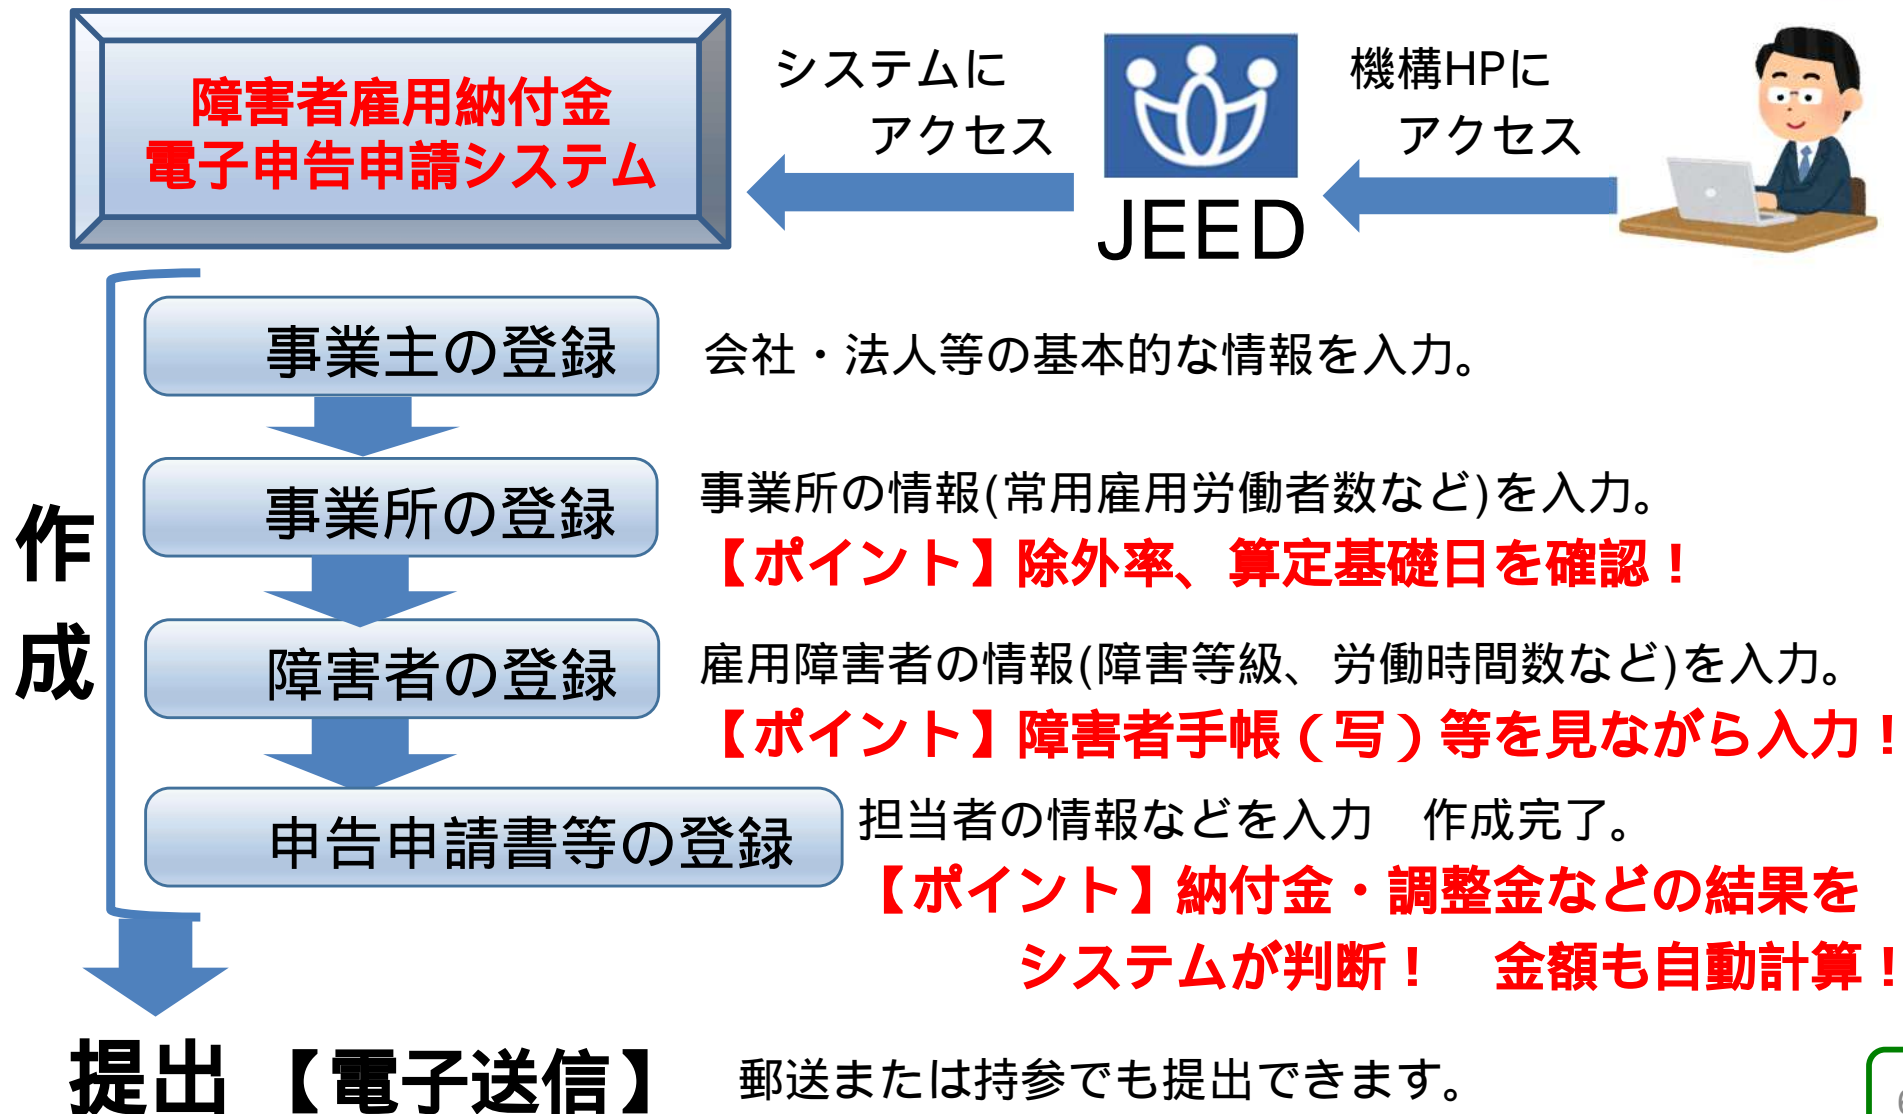 障害者雇用納付金
電子申告申請システム
システムに
アクセス
JEED
機構HPに
アクセス
作成
事業主の登録
会社・法人等の基本的な情報を入力。
事業所の登録
事業所の情報(常用雇用労働者数など)を入力。
【ポイント】除外率、算定基礎日を確認！
障害者の登録
雇用障害者の情報(障害等級、労働時間数など)を入力。
【ポイント】障害者手帳（写）等を見ながら入力！
申告申請書等の登録
担当者の情報などを入力　作成完了。
【ポイント】納付金・調整金などの結果を
システムが判断！　金額も自動計算！
提出【電子送信】
郵送または持参でも提出できます。